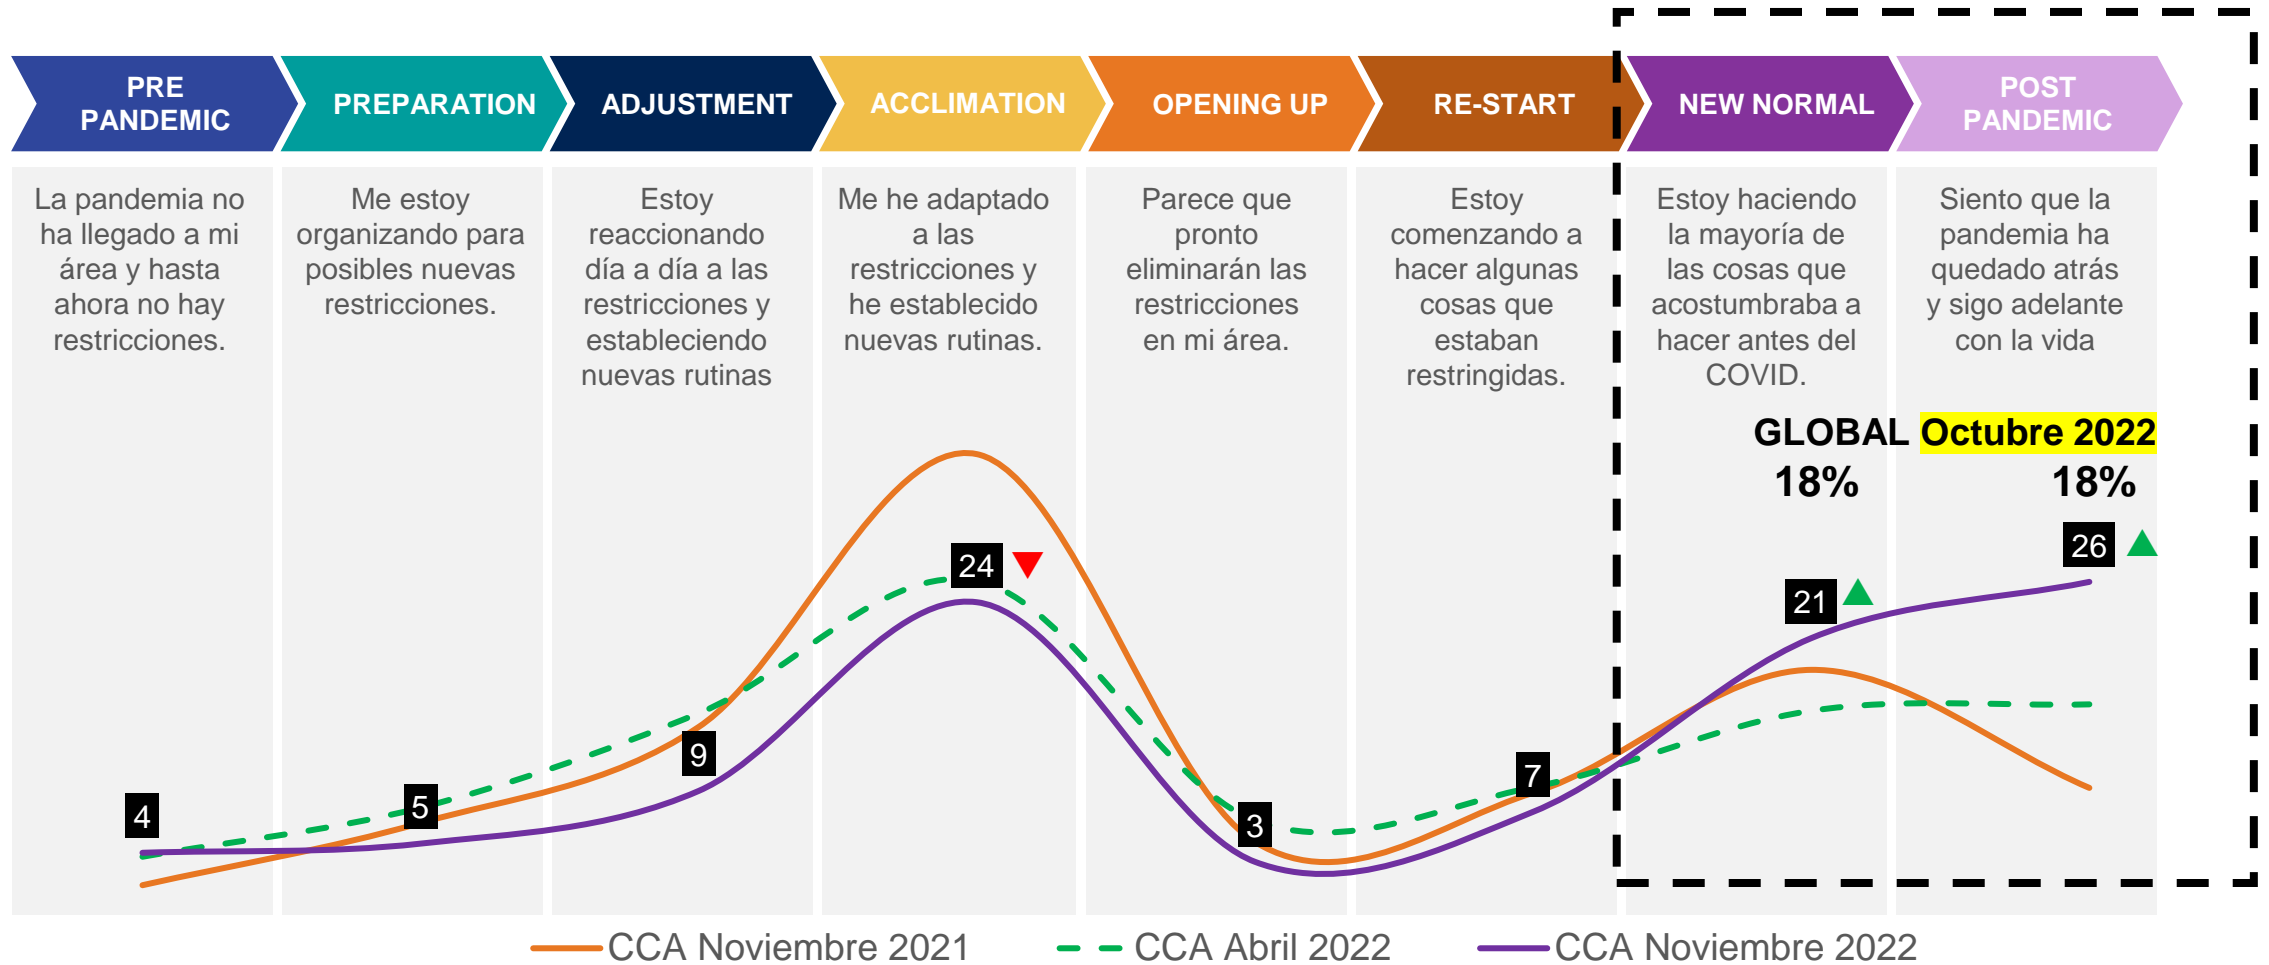 PRE
PANDEMIC
PREPARATION
ADJUSTMENT
ACCLIMATION
OPENING UP
RE-START
NEW NORMAL
POST
PANDEMIC
La pandemia no
ha llegado a mi
área y hasta
ahora no hay
restricciones.
Me estoy
organizando para
posibles nuevas
restricciones.
Estoy
reaccionando
día a día a las
restricciones y
estableciendo
nuevas rutinas
Me he adaptado
a las
restricciones y
he establecido
nuevas rutinas.
Parece que
pronto
eliminarán las
restricciones
en mi área.
Estoy
comenzando a
hacer algunas
cosas que
estaban
restringidas.
Estoy haciendo
la mayoría de
las cosas que
acostumbraba a
hacer antes del
COVID.
Siento que la
pandemia ha
quedado atrás
y sigo adelante
con la vida
GLOBAL Octubre 2022
18% 18%
4
5
9
24
3
7
21
26
CCA Noviembre 2021
CCA Abril 2022
CCA Noviembre 2022